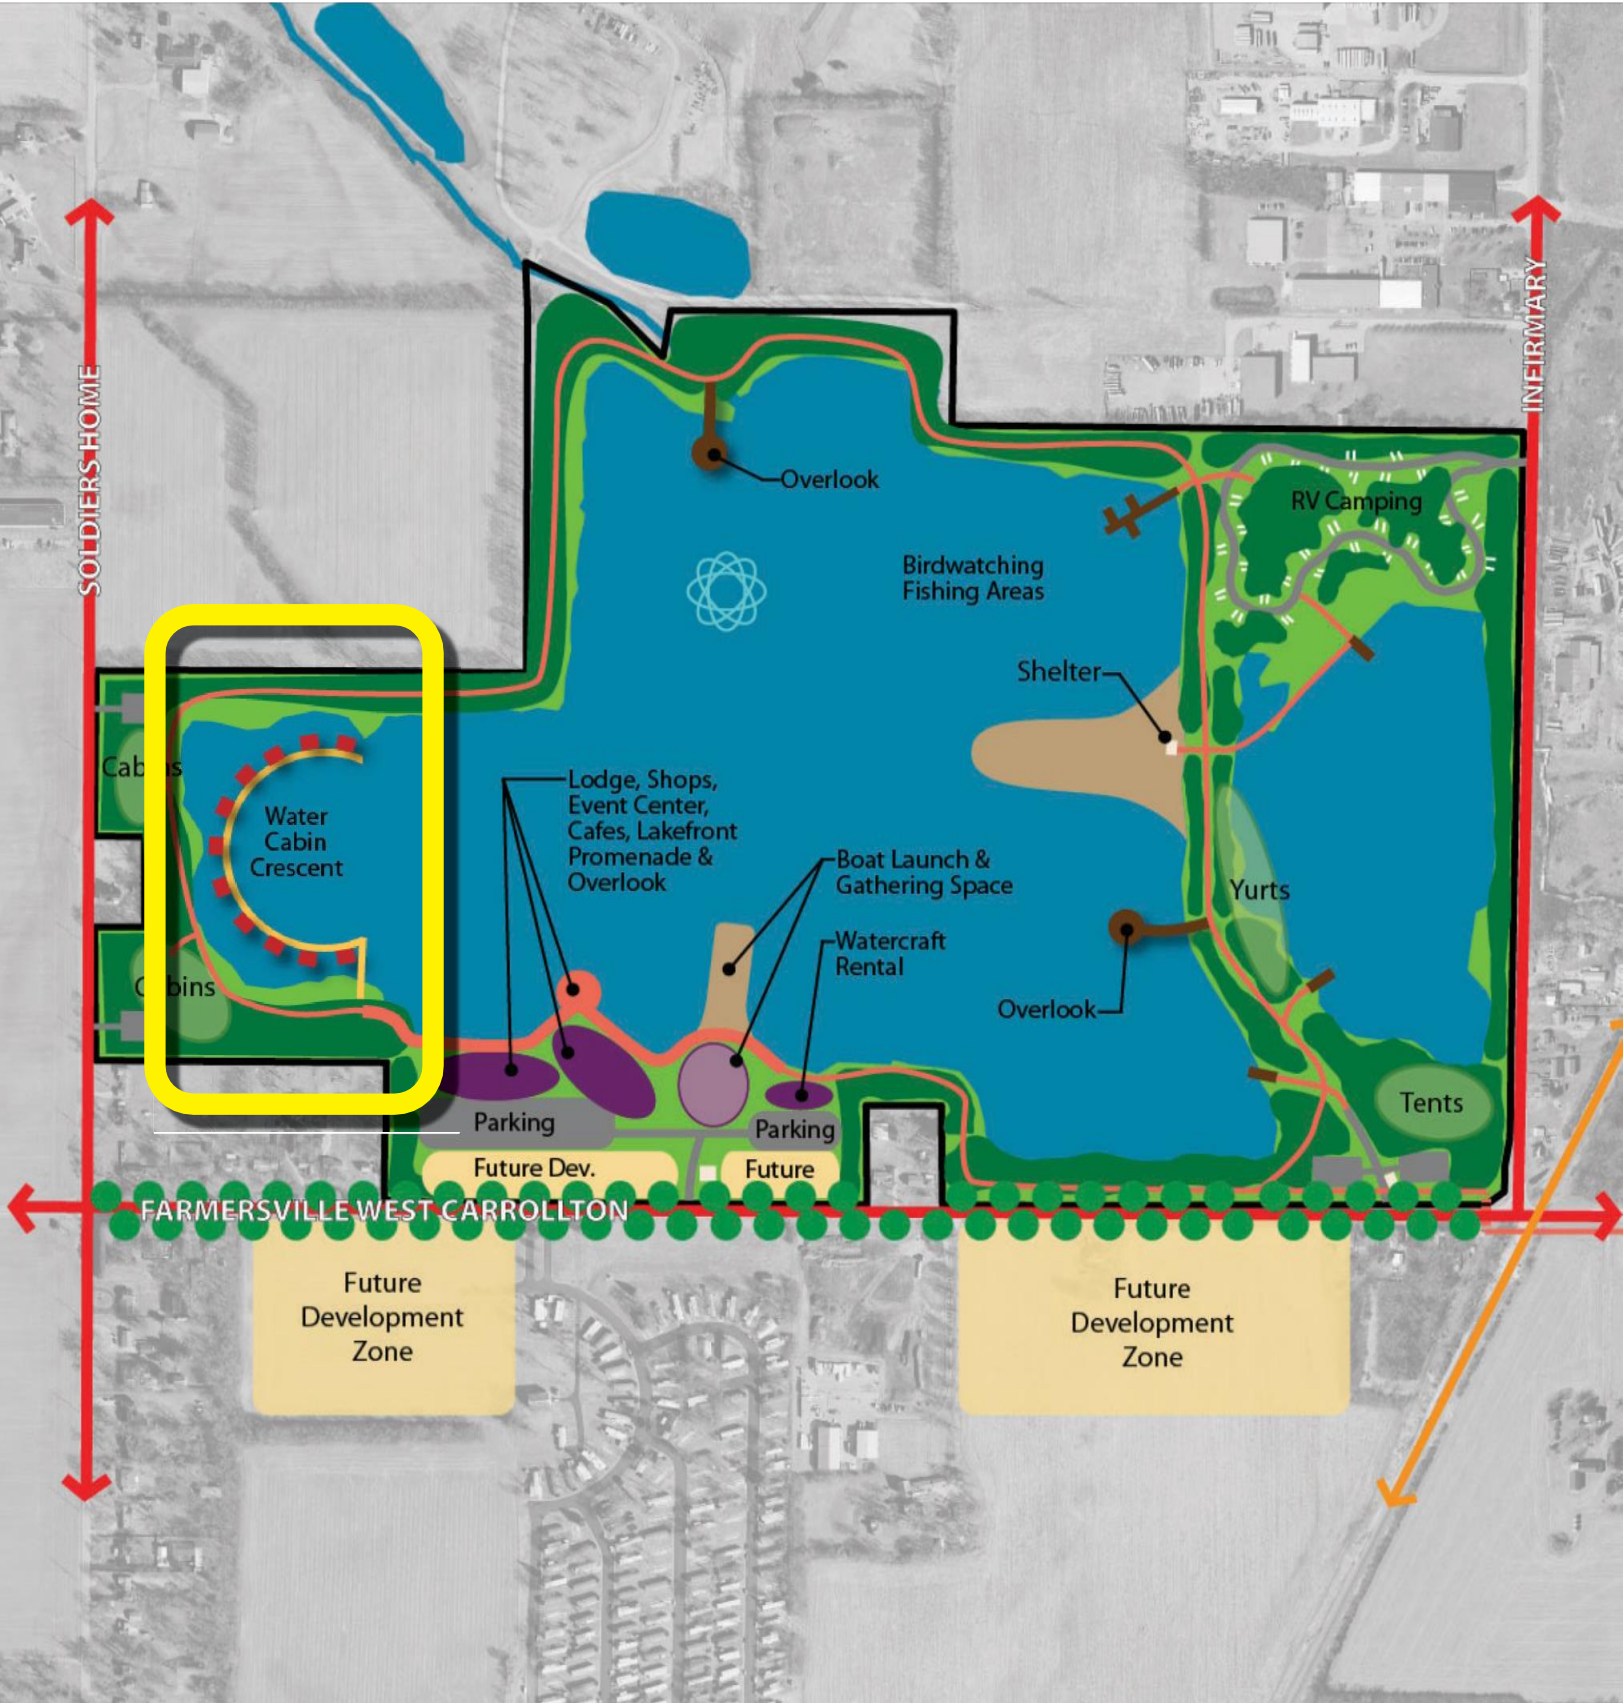 SOLDIERS HOME
INFIRMARY
Overlook
RV Camping
Birdwatching
Fishing Areas
Shelter
Cabins
Water
Cabin
Crescent
Lodge, Shops,
Event Center,
Cafes, Lakefront
Promenade &
Overlook
Boat Launch &
Gathering Space
Yurts
Watercraft
Rental
Cabins
Overlook
Tents
Parking
Parking
Future Dev.
Future
FARMERSVILLE WEST CARROLLTON
Future
Development
Zone
Future
Development
Zone